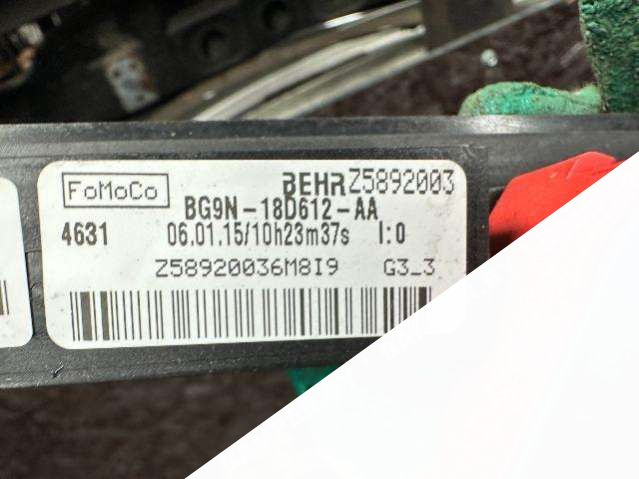 FoMoCo BEHR Z5892003
BG9N-18D612-AA
4631 06.01.15/10h23m37s I:0
Z58920036M8I9 G3_3